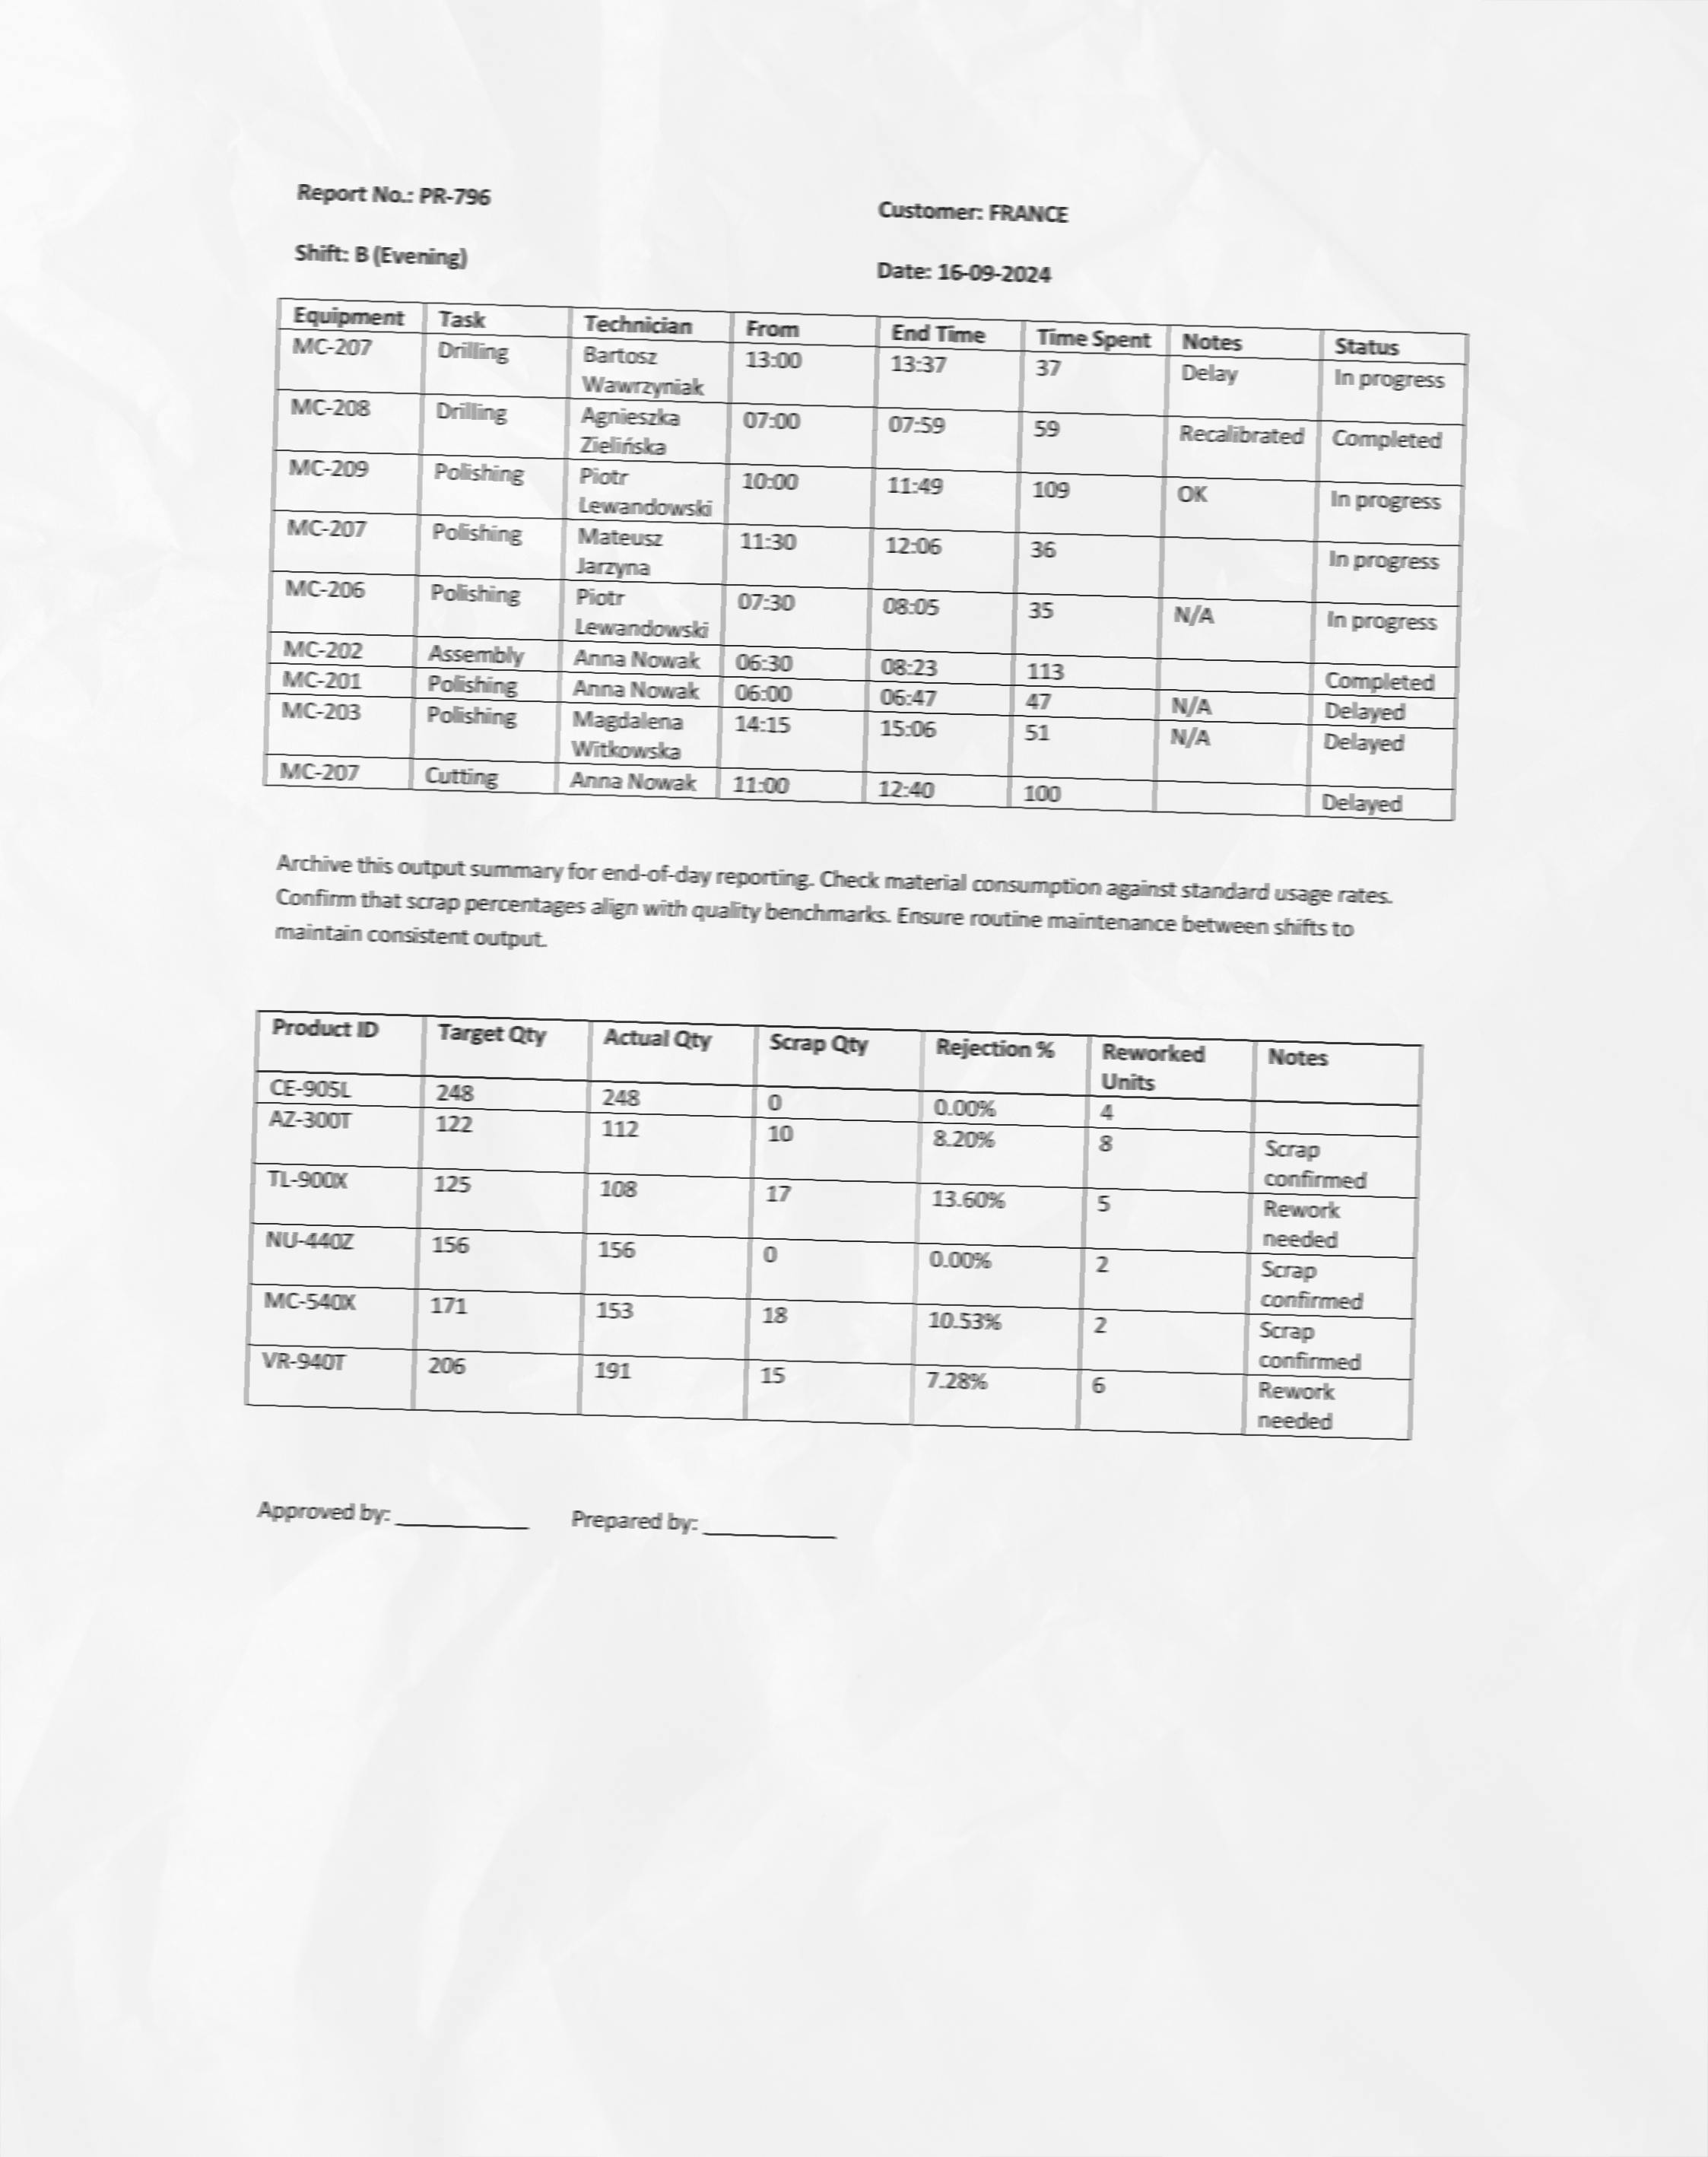 Report No.: PR-796 Customer: FRANCE
Shift: B (Evening) Date: 16-09-2024
Equipment Task Technician From End Time Time Spent Notes Status
MC-207 Drilling Bartosz Wawrzyniak 13:00 13:37 37 Delay In progress
MC-208 Drilling Agnieszka Zielińska 07:00 07:59 59 Recalibrated Completed
MC-209 Polishing Piotr Lewandowski 10:00 11:49 109 OK In progress
MC-207 Polishing Mateusz Jarzyna 11:30 12:06 36 In progress
MC-206 Polishing Piotr Lewandowski 07:30 08:05 35 N/A In progress
MC-202 Assembly Anna Nowak 06:30 08:23 113 Completed
MC-201 Polishing Anna Nowak 06:00 06:47 47 N/A Delayed
MC-203 Polishing Magdalena Witkowska 14:15 15:06 51 N/A Delayed
MC-207 Cutting Anna Nowak 11:00 12:40 100 Delayed
Archive this output summary for end-of-day reporting. Check material consumption against standard usage rates.
Confirm that scrap percentages align with quality benchmarks. Ensure routine maintenance between shifts to
maintain consistent output.
Product ID Target Qty Actual Qty Scrap Qty Rejection % Reworked Units Notes
CE-905L 248 248 0 0.00% 4
AZ-300T 122 112 10 8.20% 8 Scrap confirmed
TL-900X 125 108 17 13.60% 5 Rework needed
NU-440Z 156 156 0 0.00% 2 Scrap confirmed
MC-540X 171 153 18 10.53% 2 Scrap confirmed
VR-940T 206 191 15 7.28% 6 Rework needed
Approved by: ____________ Prepared by: ____________